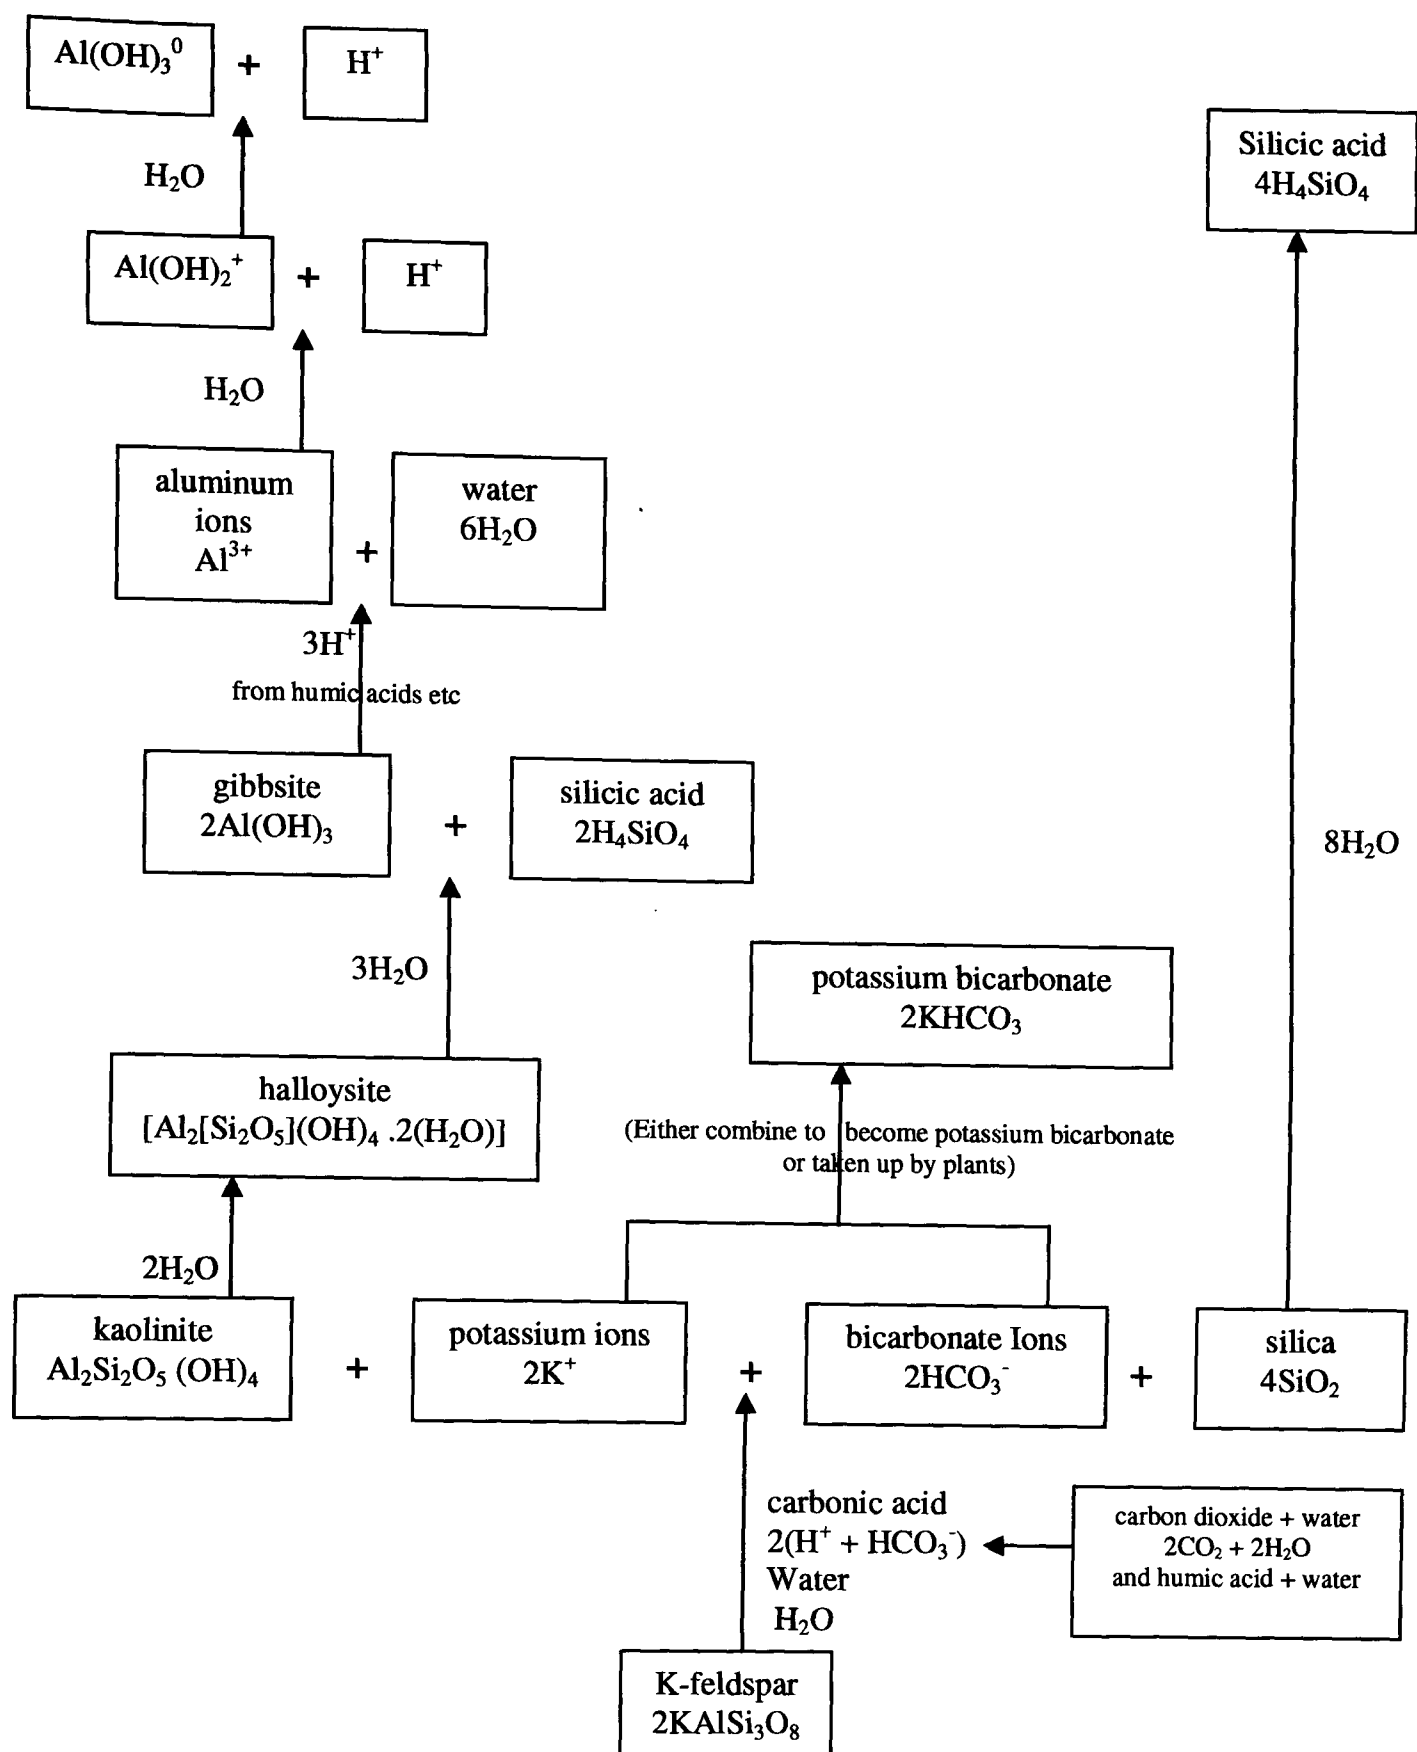 Al(OH)₃⁰ + H⁺
H₂O
Al(OH)₂⁺ + H⁺
H₂O
aluminum
ions
Al³⁺
+
water
6H₂O
3H⁺
from humic acids etc
gibbsite
2Al(OH)₃
+
silicic acid
2H₄SiO₄
3H₂O
halloysite
[Al₂[Si₂O₅](OH)₄ .2(H₂O)]
2H₂O
kaolinite
Al₂Si₂O₅ (OH)₄
+
potassium ions
2K⁺
+
bicarbonate Ions
2HCO₃⁻
+
silica
4SiO₂
potassium bicarbonate
2KHCO₃
(Either combine to become potassium bicarbonate
or taken up by plants)
Silicic acid
4H₄SiO₄
8H₂O
carbonic acid
2(H⁺ + HCO₃⁻)
Water
H₂O
carbon dioxide + water
2CO₂ + 2H₂O
and humic acid + water
K-feldspar
2KAlSi₃O₈